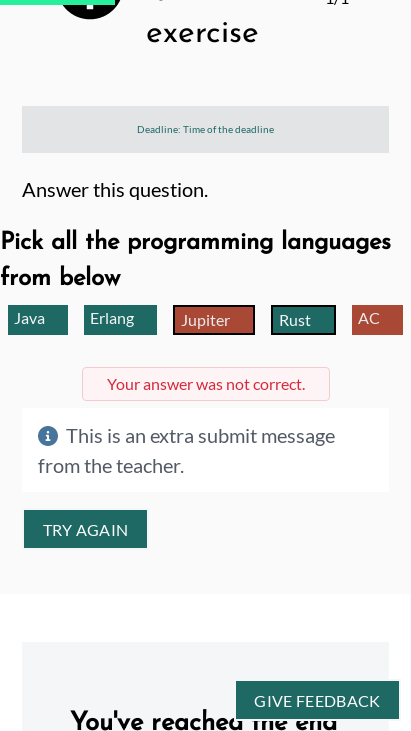 exercise
Deadline: Time of the deadline
Answer this question.
Pick all the programming languages
from below
Java Erlang Jupiter Rust AC
Your answer was not correct.
This is an extra submit message
from the teacher.
TRY AGAIN
GIVE FEEDBACK
You've reached the end